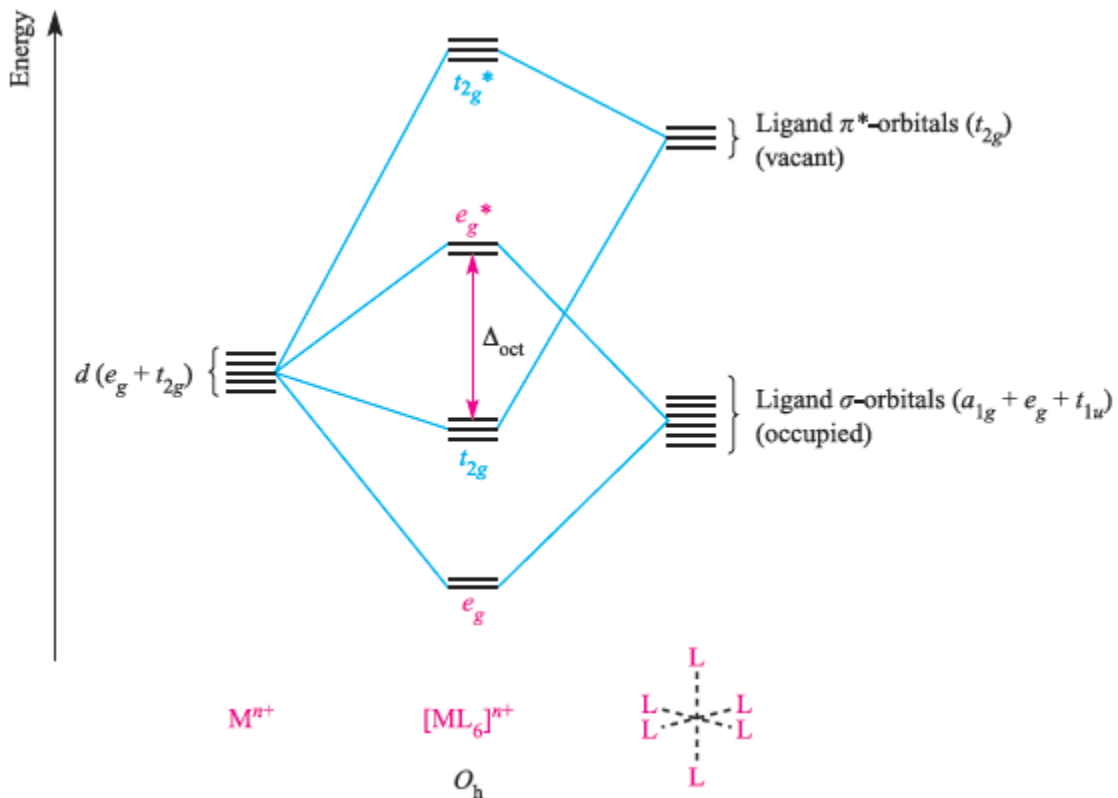 Energy
t₂g*
Ligand π*–orbitals (t₂g)
(vacant)
eg*
Δoct
d (eg + t₂g)
Ligand σ–orbitals (a₁g + eg + t₁u)
(occupied)
t₂g
eg
L
L L
L L
L
Mⁿ⁺
[ML₆]ⁿ⁺
Oh